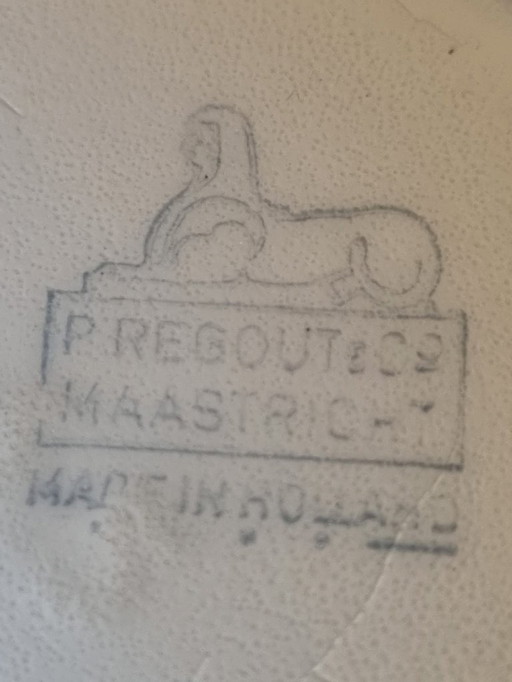 P REGOUT & Co
MAASTRICHT
MADE IN HOLLAND